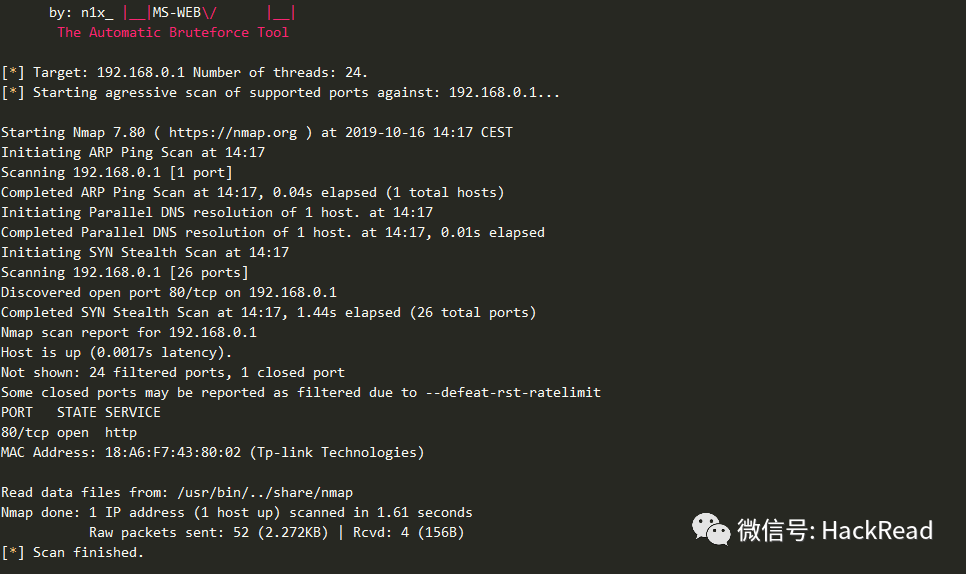 by: n1x_ |__|MS-WEB\/      |__|
The Automatic Bruteforce Tool
[*] Target: 192.168.0.1 Number of threads: 24.
[*] Starting agressive scan of supported ports against: 192.168.0.1...
Starting Nmap 7.80 ( https://nmap.org ) at 2019-10-16 14:17 CEST
Initiating ARP Ping Scan at 14:17
Scanning 192.168.0.1 [1 port]
Completed ARP Ping Scan at 14:17, 0.04s elapsed (1 total hosts)
Initiating Parallel DNS resolution of 1 host. at 14:17
Completed Parallel DNS resolution of 1 host. at 14:17, 0.01s elapsed
Initiating SYN Stealth Scan at 14:17
Scanning 192.168.0.1 [26 ports]
Discovered open port 80/tcp on 192.168.0.1
Completed SYN Stealth Scan at 14:17, 1.44s elapsed (26 total ports)
Nmap scan report for 192.168.0.1
Host is up (0.0017s latency).
Not shown: 24 filtered ports, 1 closed port
Some closed ports may be reported as filtered due to --defeat-rst-ratelimit
PORT   STATE SERVICE
80/tcp open  http
MAC Address: 18:A6:F7:43:80:02 (Tp-link Technologies)
Read data files from: /usr/bin/../share/nmap
Nmap done: 1 IP address (1 host up) scanned in 1.61 seconds
Raw packets sent: 52 (2.272KB) | Rcvd: 4 (156B)
[*] Scan finished.
微信号: HackRead